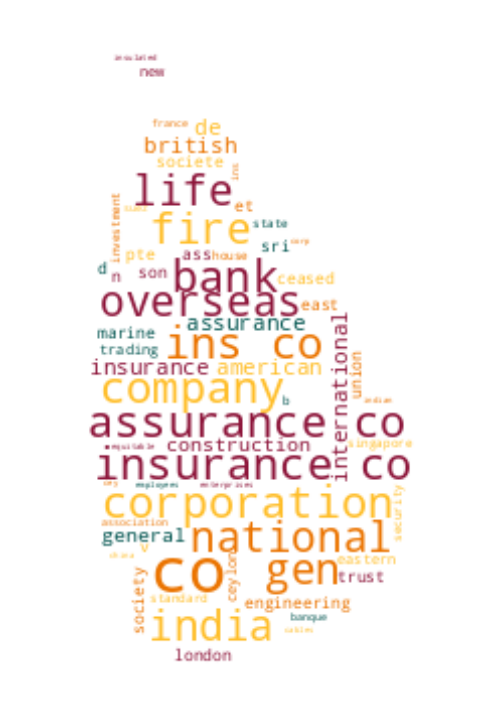 insulated
new
france de
british
societe
ins
life et
investment
fire state
sri corp
pte ass house
d n son bank ceased
overseas east
assurance
marine ins co
trading
international
insurance american
union
company b indian
assurance co
equitable construction singapore
insurance co
employees enterprises
corporation
security
association
general national
v
china eastern
co gen trust
ceylon
society
standard engineering
india banque
cables
london